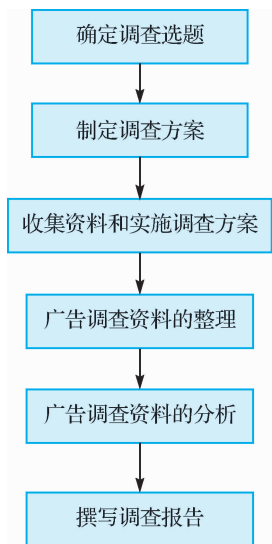 确定调查选题
制定调查方案
收集资料和实施调查方案
广告调查资料的整理
广告调查资料的分析
撰写调查报告